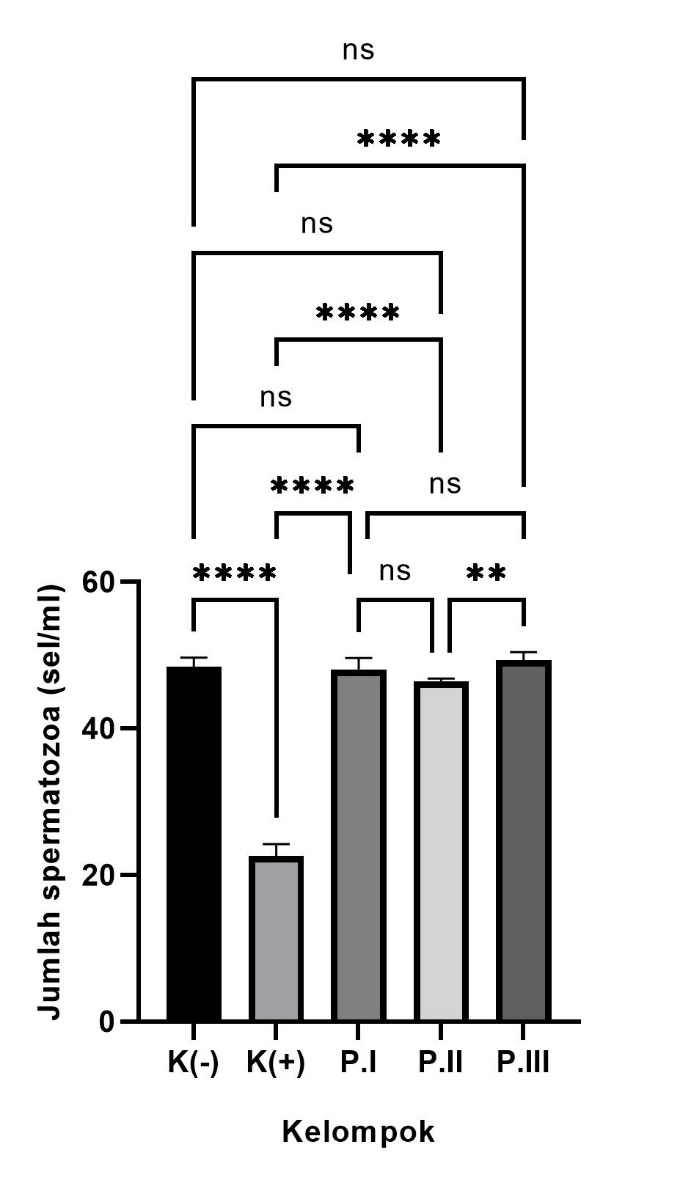 ns
****
ns
****
ns
**** ns
**** ns **
60
40
20
0
Jumlah spermatozoa (sel/ml)
K(-) K(+) P.I P.II P.III
Kelompok